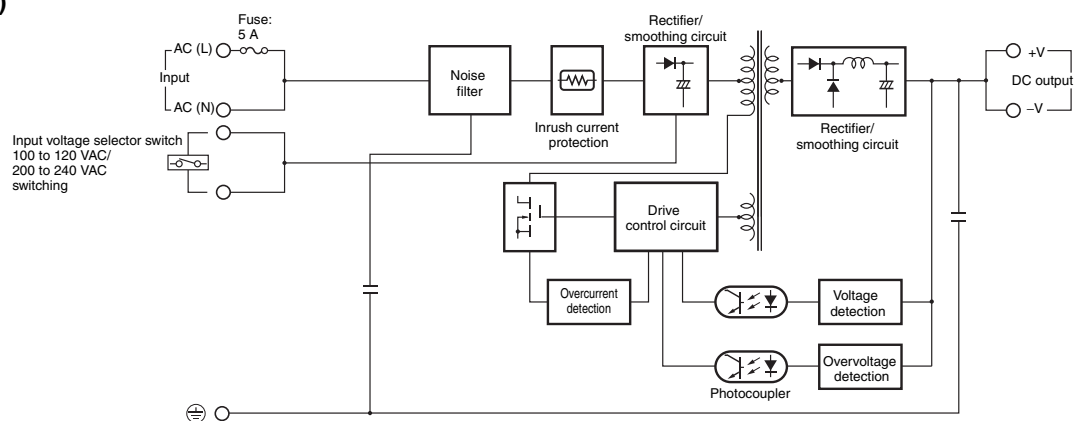 )
Fuse:
5 A
AC (L)
Input
AC (N)
Input voltage selector switch
100 to 120 VAC/
200 to 240 VAC
switching
Noise
filter
Inrush current
protection
Rectifier/
smoothing circuit
Rectifier/
smoothing circuit
+V
DC output
−V
Drive
control circuit
Overcurrent
detection
Voltage
detection
Overvoltage
detection
Photocoupler